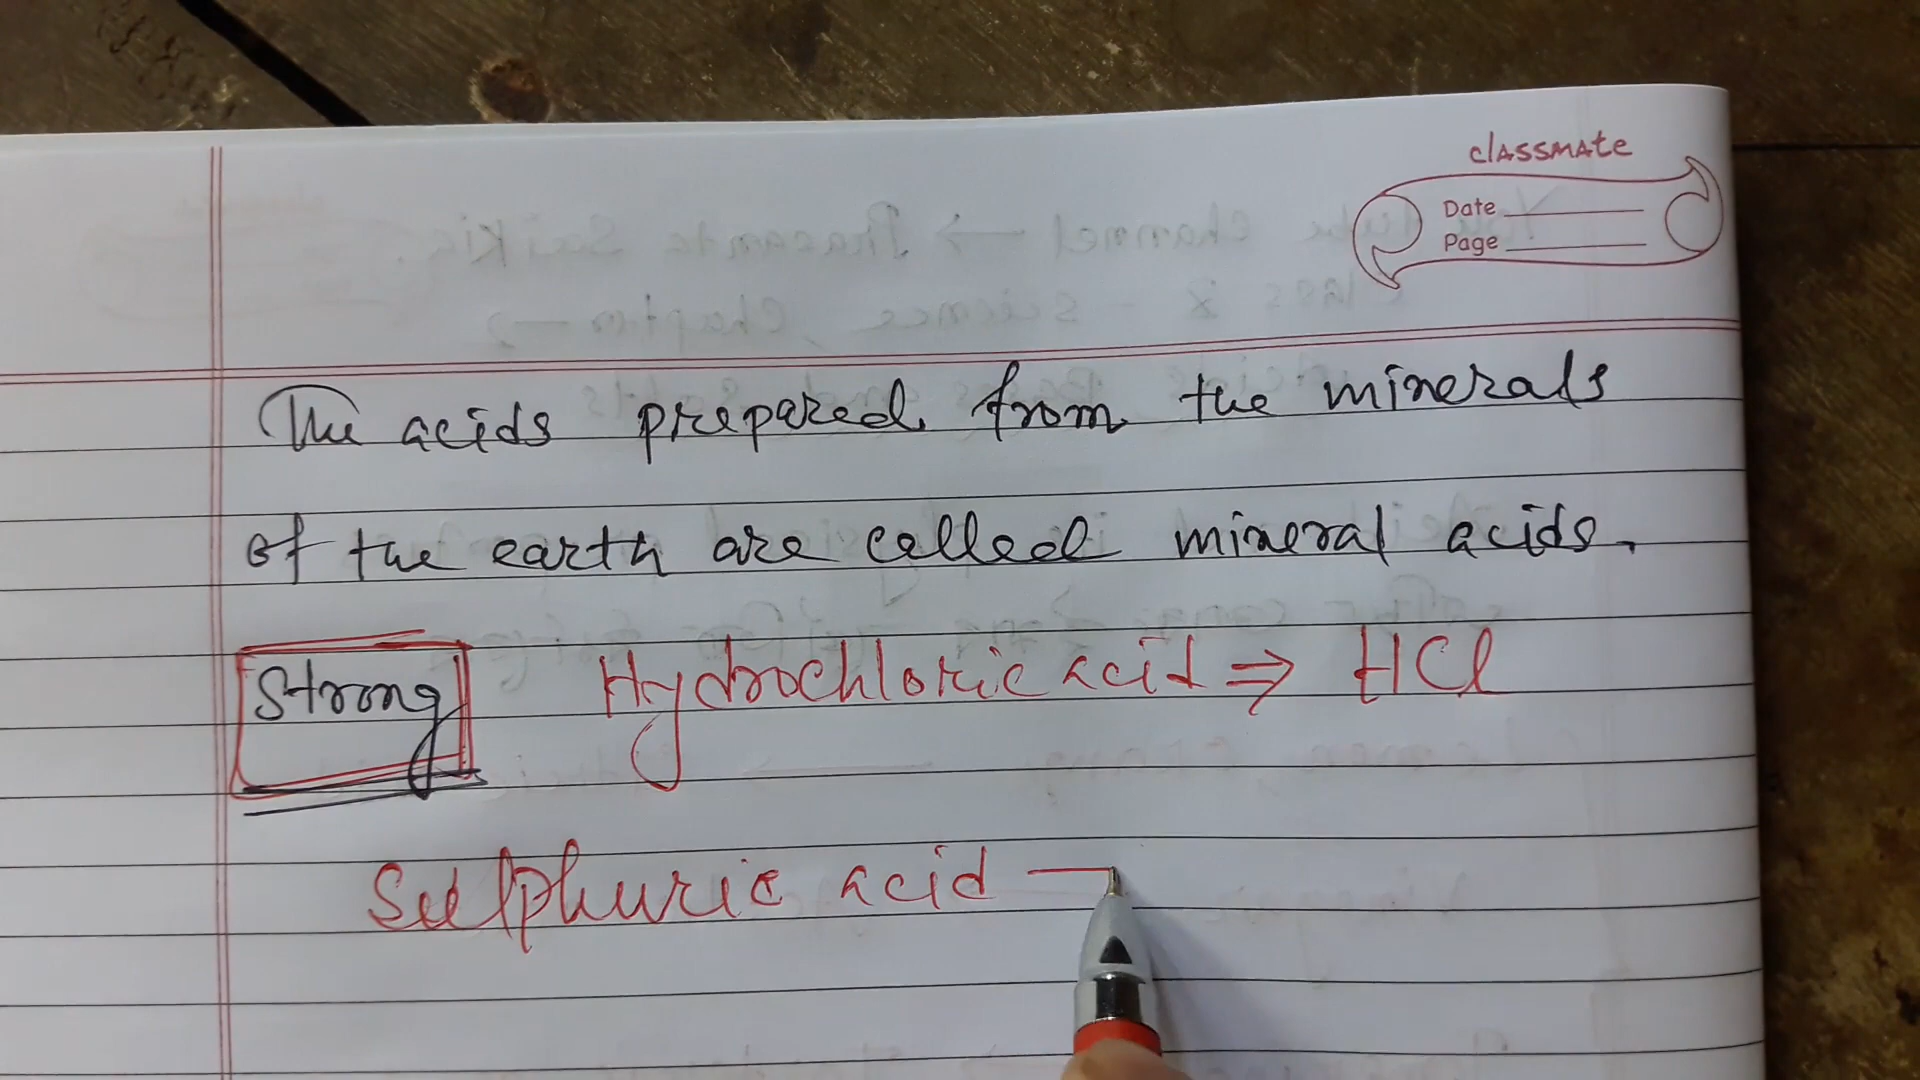 classmate
Date
Page
The acids prepared from the minerals
of the earth are called mineral acids.
Strong Hydrochloric acid ⇒ HCl
Sulphuric acid —